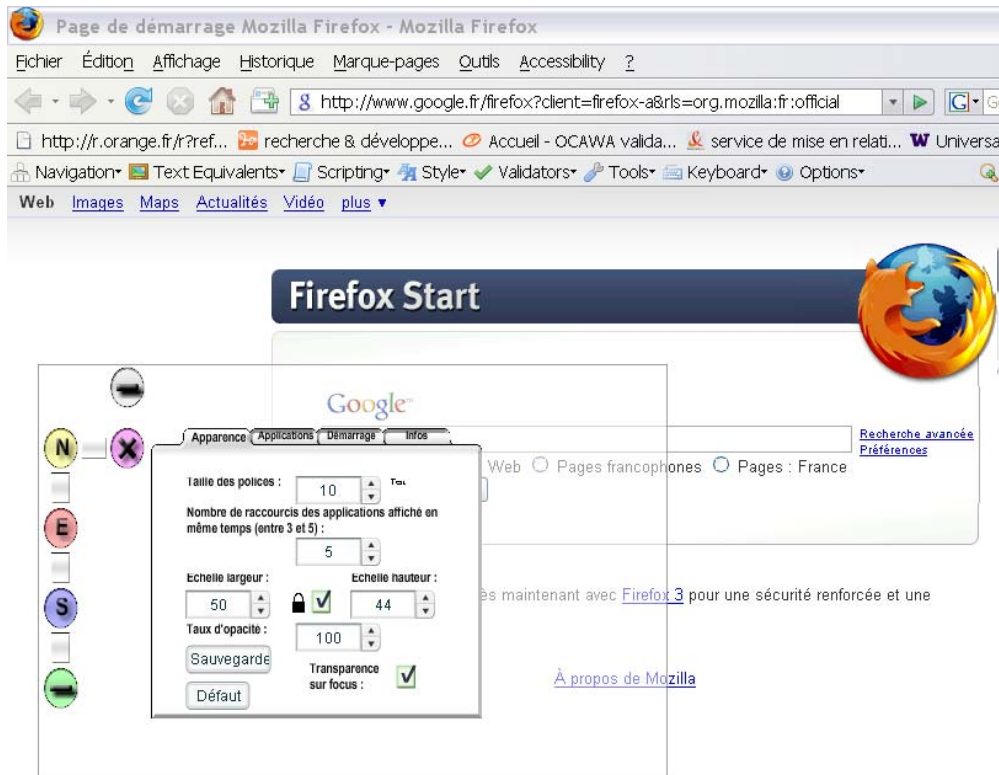 Page de démarrage Mozilla Firefox - Mozilla Firefox
Fichier Édition Affichage Historique Marque-pages Outils Accessibility ?
http://www.google.fr/firefox?client=firefox-a&rls=org.mozilla:fr:official G
http://r.orange.fr/r?ref... recherche & développe... Accueil - OCAWA valida... service de mise en relati... W Universa
Navigation Text Equivalents Scripting Style Validators Tools Keyboard Options
Web Images Maps Actualités Vidéo plus
Firefox Start
Google
N
Apparence Applications Démarrage Infos
Recherche avancée
Préférences
Web Pages francophones Pages : France
Taille des polices : 10
Nombre de raccourcis des applications affiché en
même temps (entre 3 et 5) :
E
5
Echelle largeur : Echelle hauteur :
ès maintenant avec Firefox 3 pour une sécurité renforcée et une
S
50 44
Taux d'opacité : 100
Sauvegarde
Transparence
sur focus :
À propos de Mozilla
Défaut